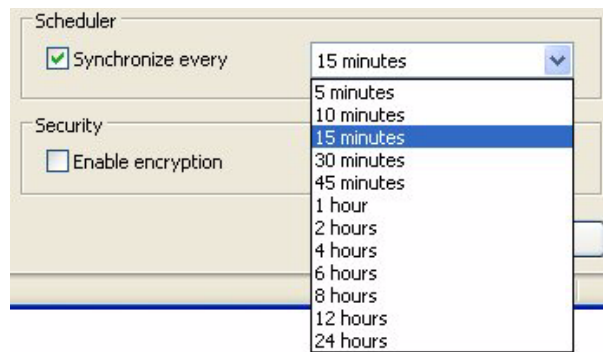 Scheduler
Synchronize every
15 minutes
5 minutes
10 minutes
15 minutes
30 minutes
45 minutes
1 hour
2 hours
4 hours
6 hours
8 hours
12 hours
24 hours
Security
Enable encryption